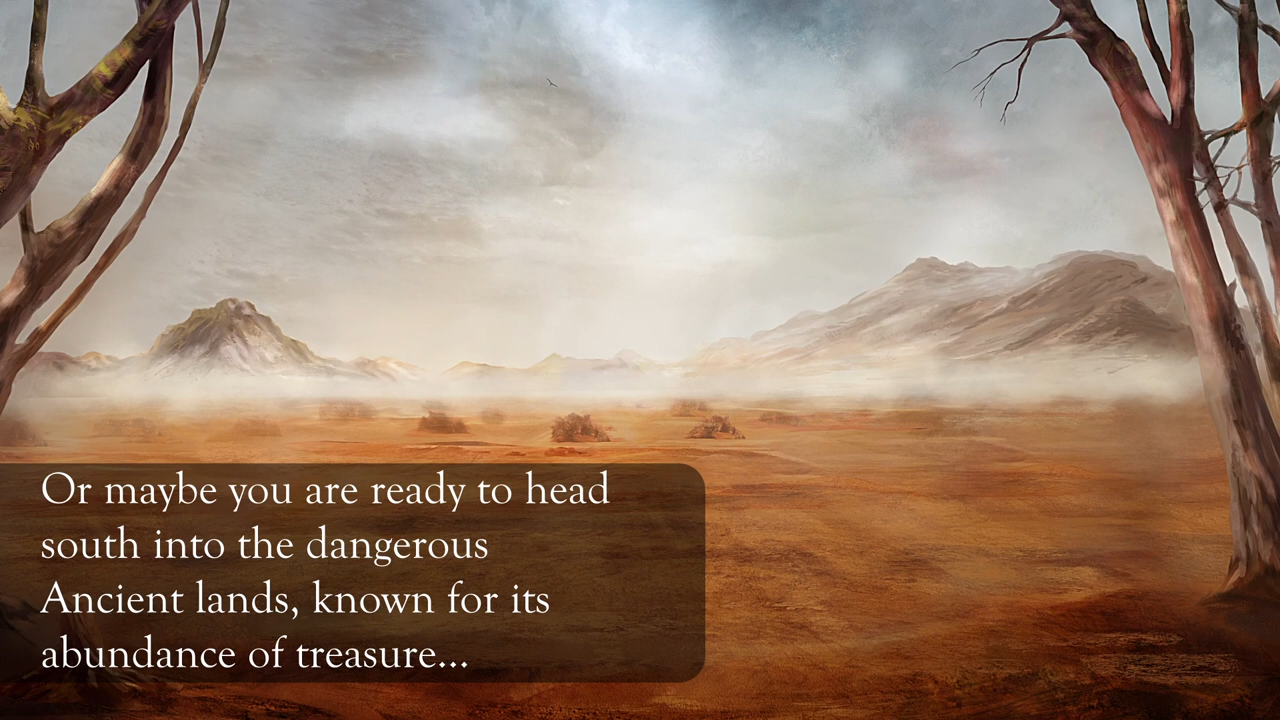 Or maybe you are ready to head
south into the dangerous
Ancient lands, known for its
abundance of treasure...